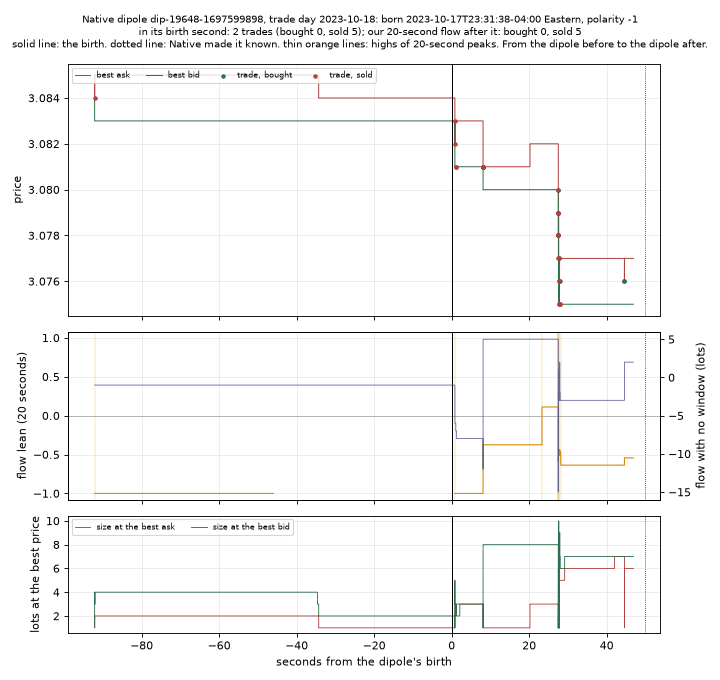 Native dipole dip-19648-1697599898, trade day 2023-10-18: born 2023-10-17T23:31:38-04:00 Eastern, polarity -1
in its birth second: 2 trades (bought 0, sold 5); our 20-second flow after it: bought 0, sold 5
solid line: the birth. dotted line: Native made it known. thin orange lines: highs of 20-second peaks. From the dipole before to the dipole after.
best ask best bid trade, bought trade, sold
3.084
3.082
3.080
3.078
3.076
price
1.0
0.5
0.0
−0.5
−1.0
flow lean (20 seconds)
5
0
−5
−10
−15
flow with no window (lots)
size at the best ask size at the best bid
10
8
6
4
2
lots at the best price
−80 −60 −40 −20 0 20 40
seconds from the dipole's birth